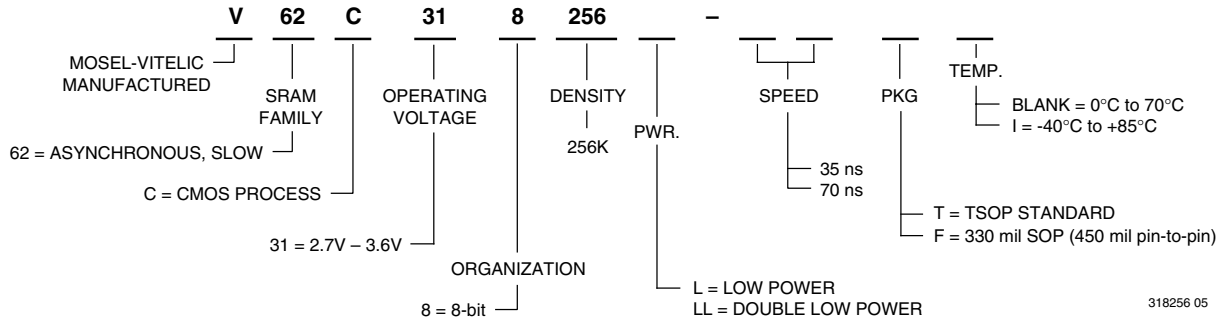 V 62 C 31 8 256 –
MOSEL-VITELIC
MANUFACTURED
SRAM
FAMILY
62 = ASYNCHRONOUS, SLOW
C = CMOS PROCESS
OPERATING
VOLTAGE
31 = 2.7V – 3.6V
ORGANIZATION
8 = 8-bit
DENSITY
256K
PWR.
L = LOW POWER
LL = DOUBLE LOW POWER
SPEED
35 ns
70 ns
PKG
T = TSOP STANDARD
F = 330 mil SOP (450 mil pin-to-pin)
TEMP.
BLANK = 0°C to 70°C
I = -40°C to +85°C
318256 05